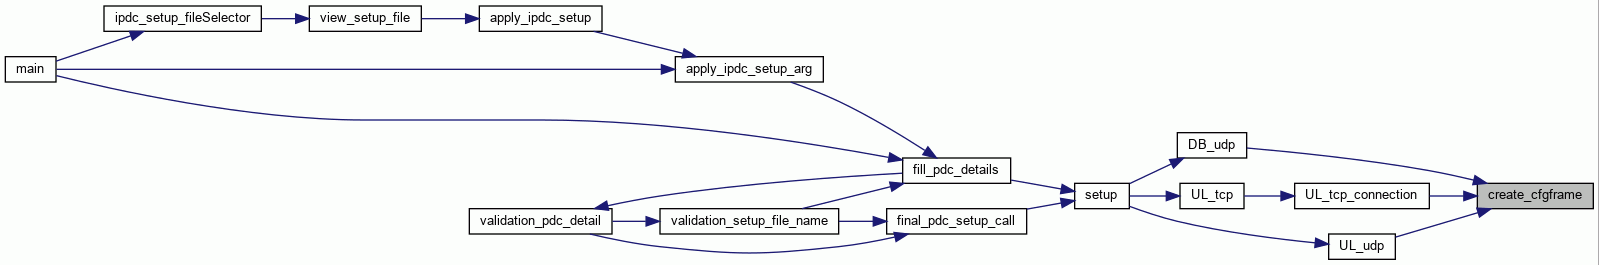 ipdc_setup_fileSelector
view_setup_file
apply_ipdc_setup
main
apply_ipdc_setup_arg
DB_udp
fill_pdc_details
setup
UL_tcp
UL_tcp_connection
create_cfgframe
validation_pdc_detail
validation_setup_file_name
final_pdc_setup_call
UL_udp